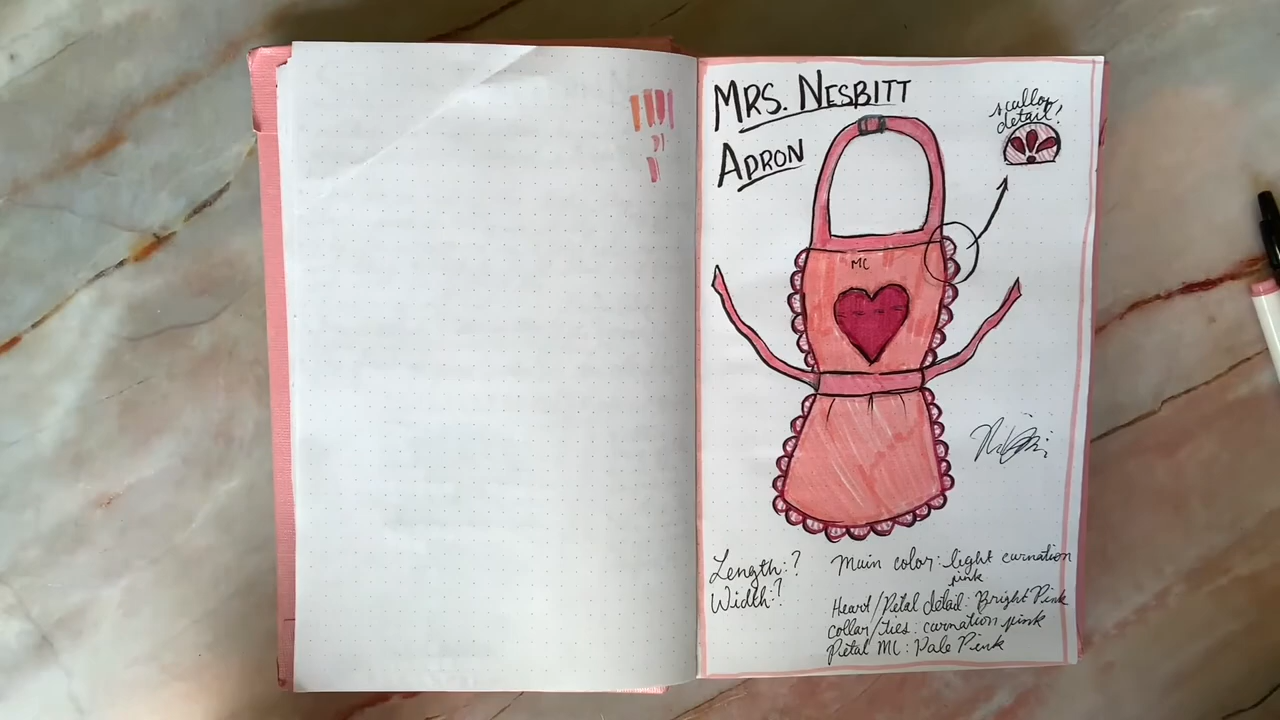 MRS. NESBITT
APRON
scallop
detail!
MC
Length:?
Width:?
Main color: light carnation
pink
Heart/Petal detail: Bright Pink
collar/ties: carnation pink
Petal MC: Pale Pink